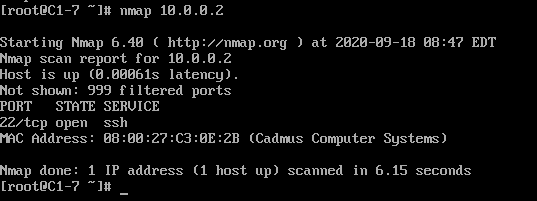 [root@C1-7 ~]# nmap 10.0.0.2
Starting Nmap 6.40 ( http://nmap.org ) at 2020-09-18 08:47 EDT
Nmap scan report for 10.0.0.2
Host is up (0.00061s latency).
Not shown: 999 filtered ports
PORT   STATE SERVICE
22/tcp open  ssh
MAC Address: 08:00:27:C3:0E:2B (Cadmus Computer Systems)
Nmap done: 1 IP address (1 host up) scanned in 6.15 seconds
[root@C1-7 ~]# _